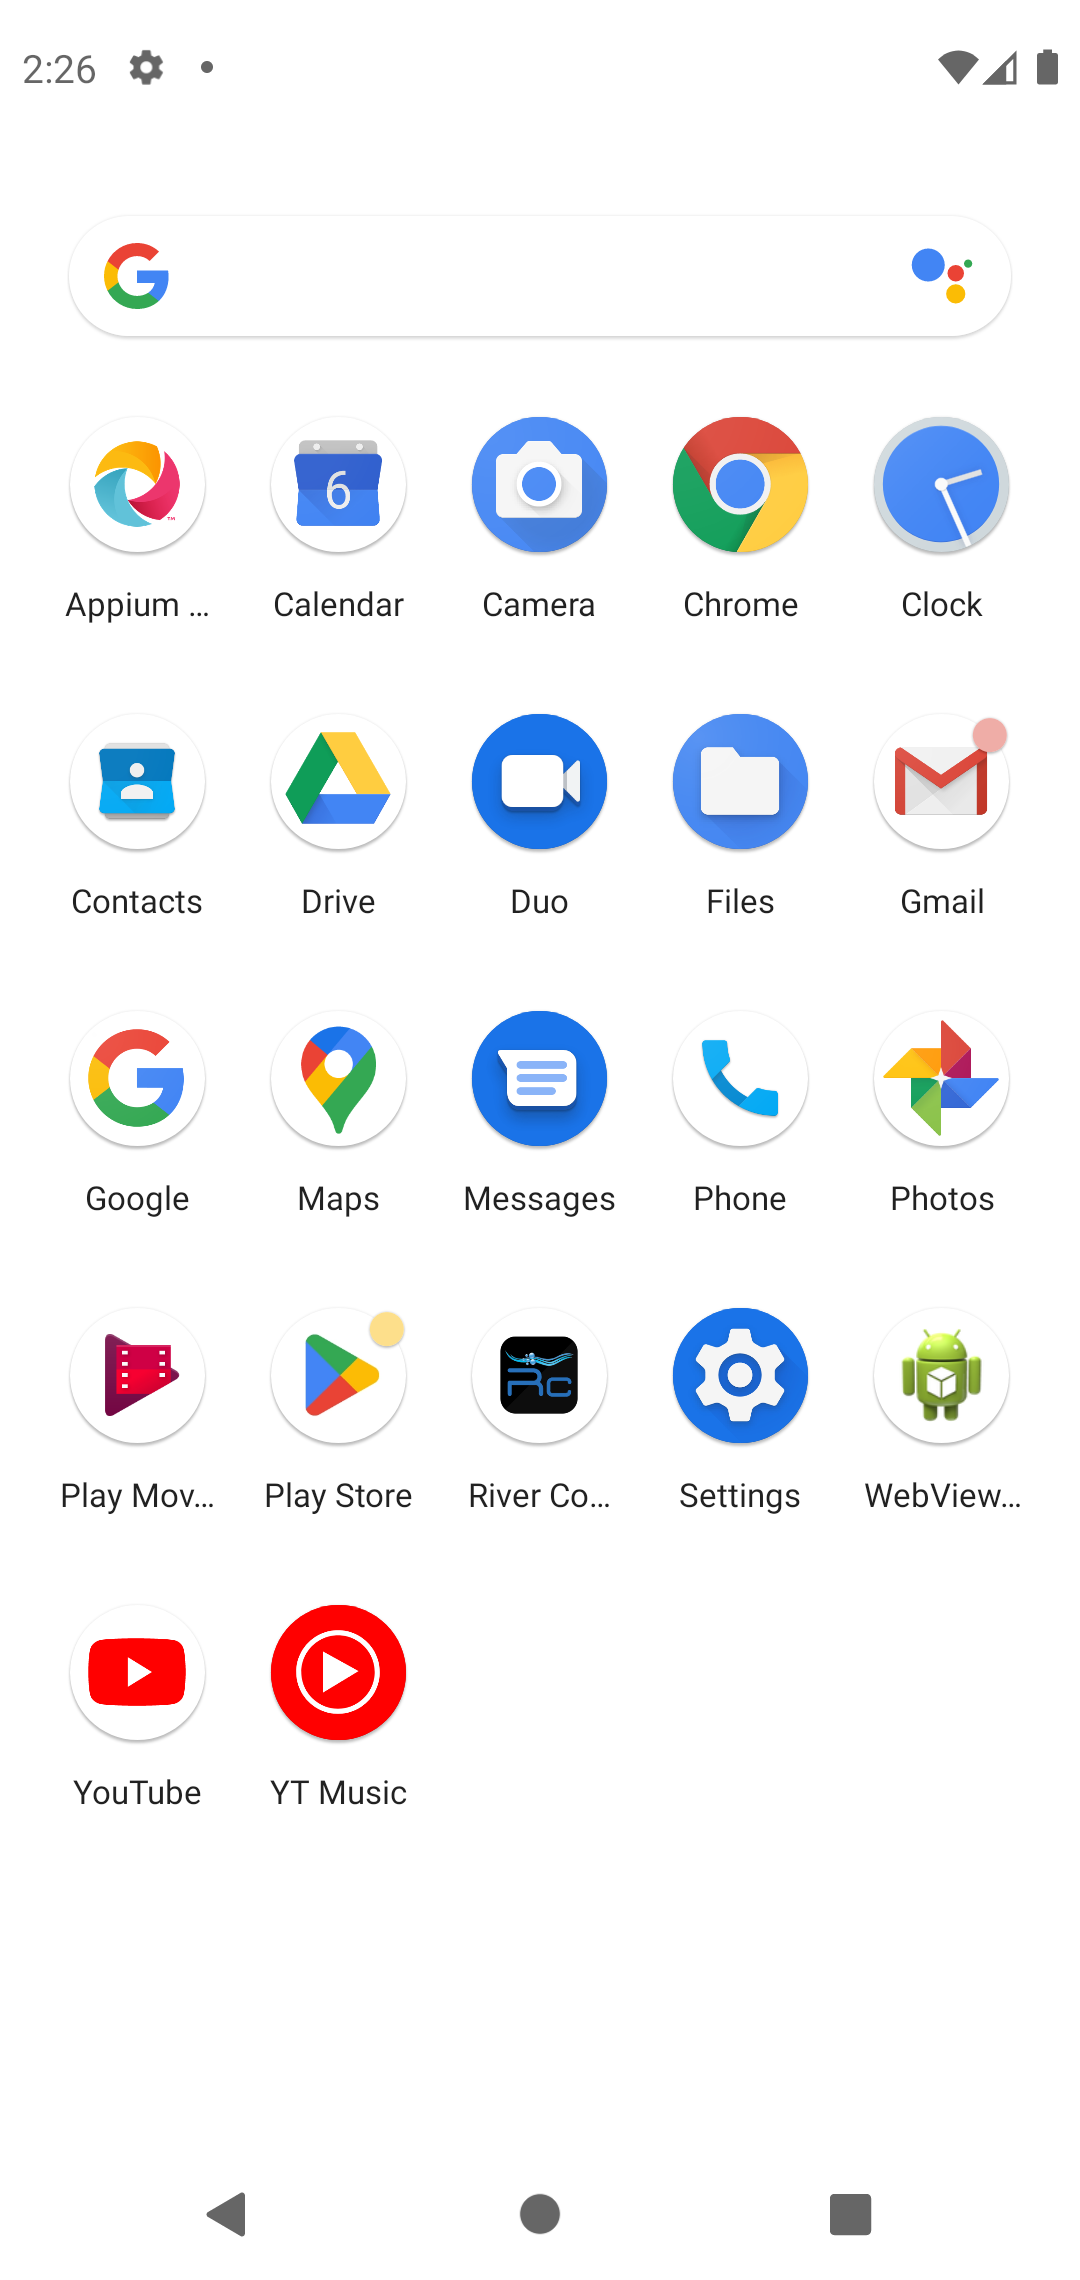 2:26
Appium ...
Calendar
Camera
Chrome
Clock
6
Contacts
Drive
Duo
Files
Gmail
Google
Maps
Messages
Phone
Photos
Play Mov...
Play Store
River Co...
Settings
WebView...
Rc
YouTube
YT Music